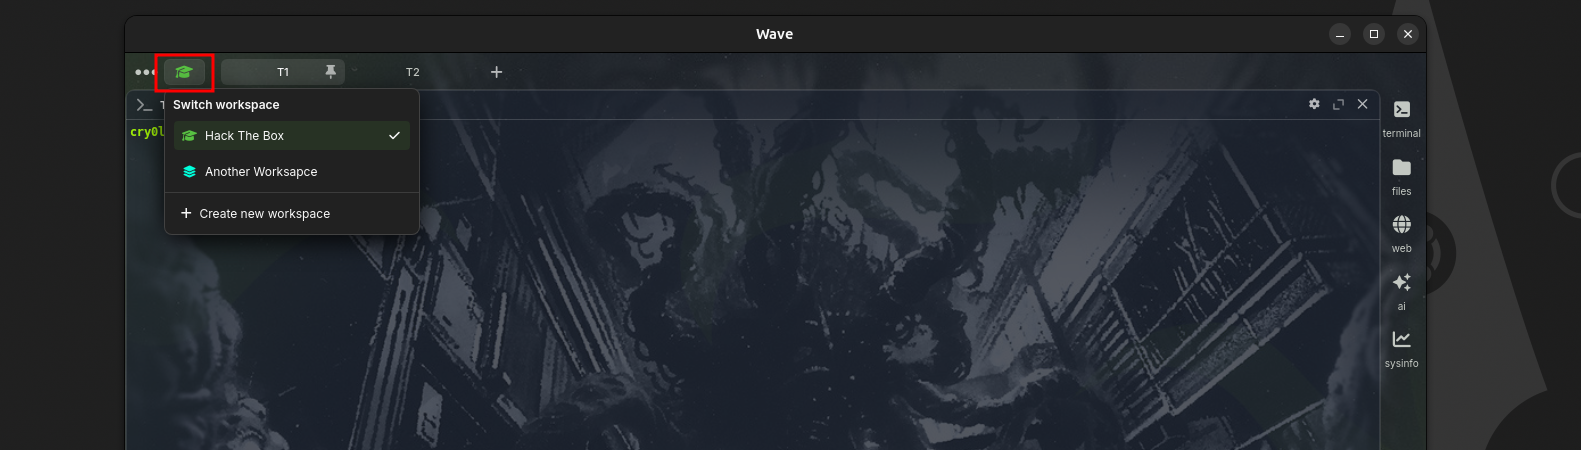 Wave
T1
T2
Switch workspace
Hack The Box
Another Worksapce
Create new workspace
cry0l
terminal
files
web
ai
sysinfo